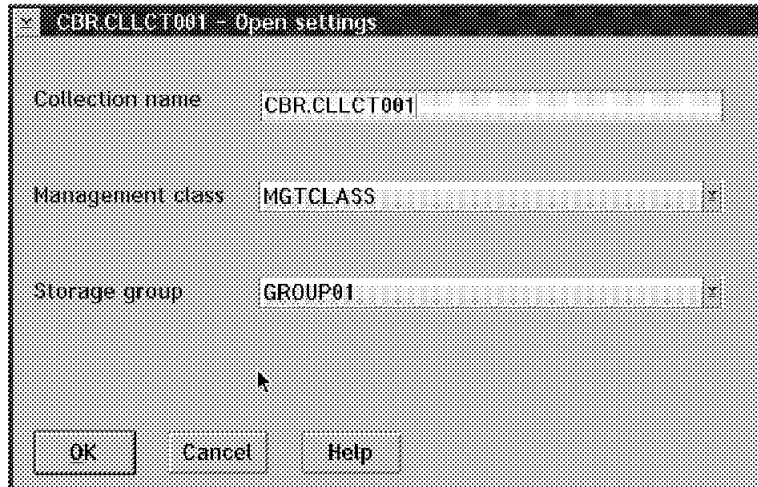 CBR.CLLCT001 - Open settings
Collection name CBR.CLLCT001
Management class MGTCLASS
Storage group GROUP01
OK Cancel Help